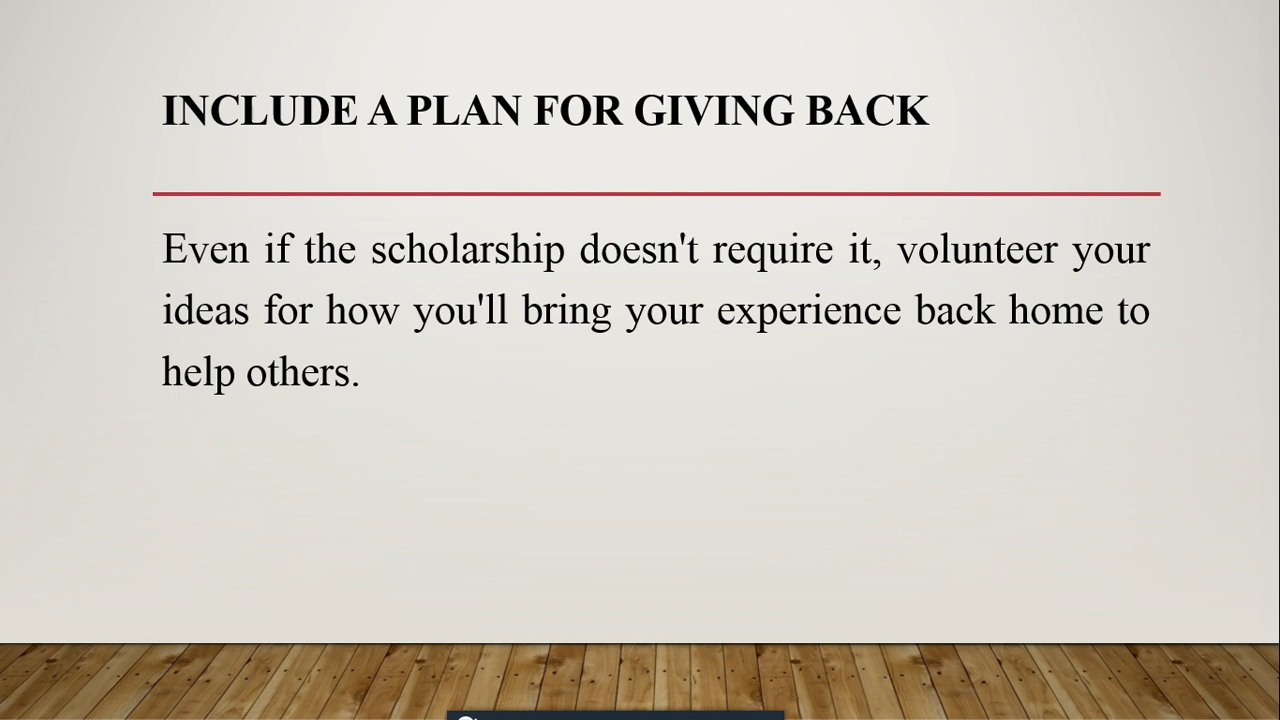 INCLUDE A PLAN FOR GIVING BACK
Even if the scholarship doesn't require it, volunteer your
ideas for how you'll bring your experience back home to
help others.